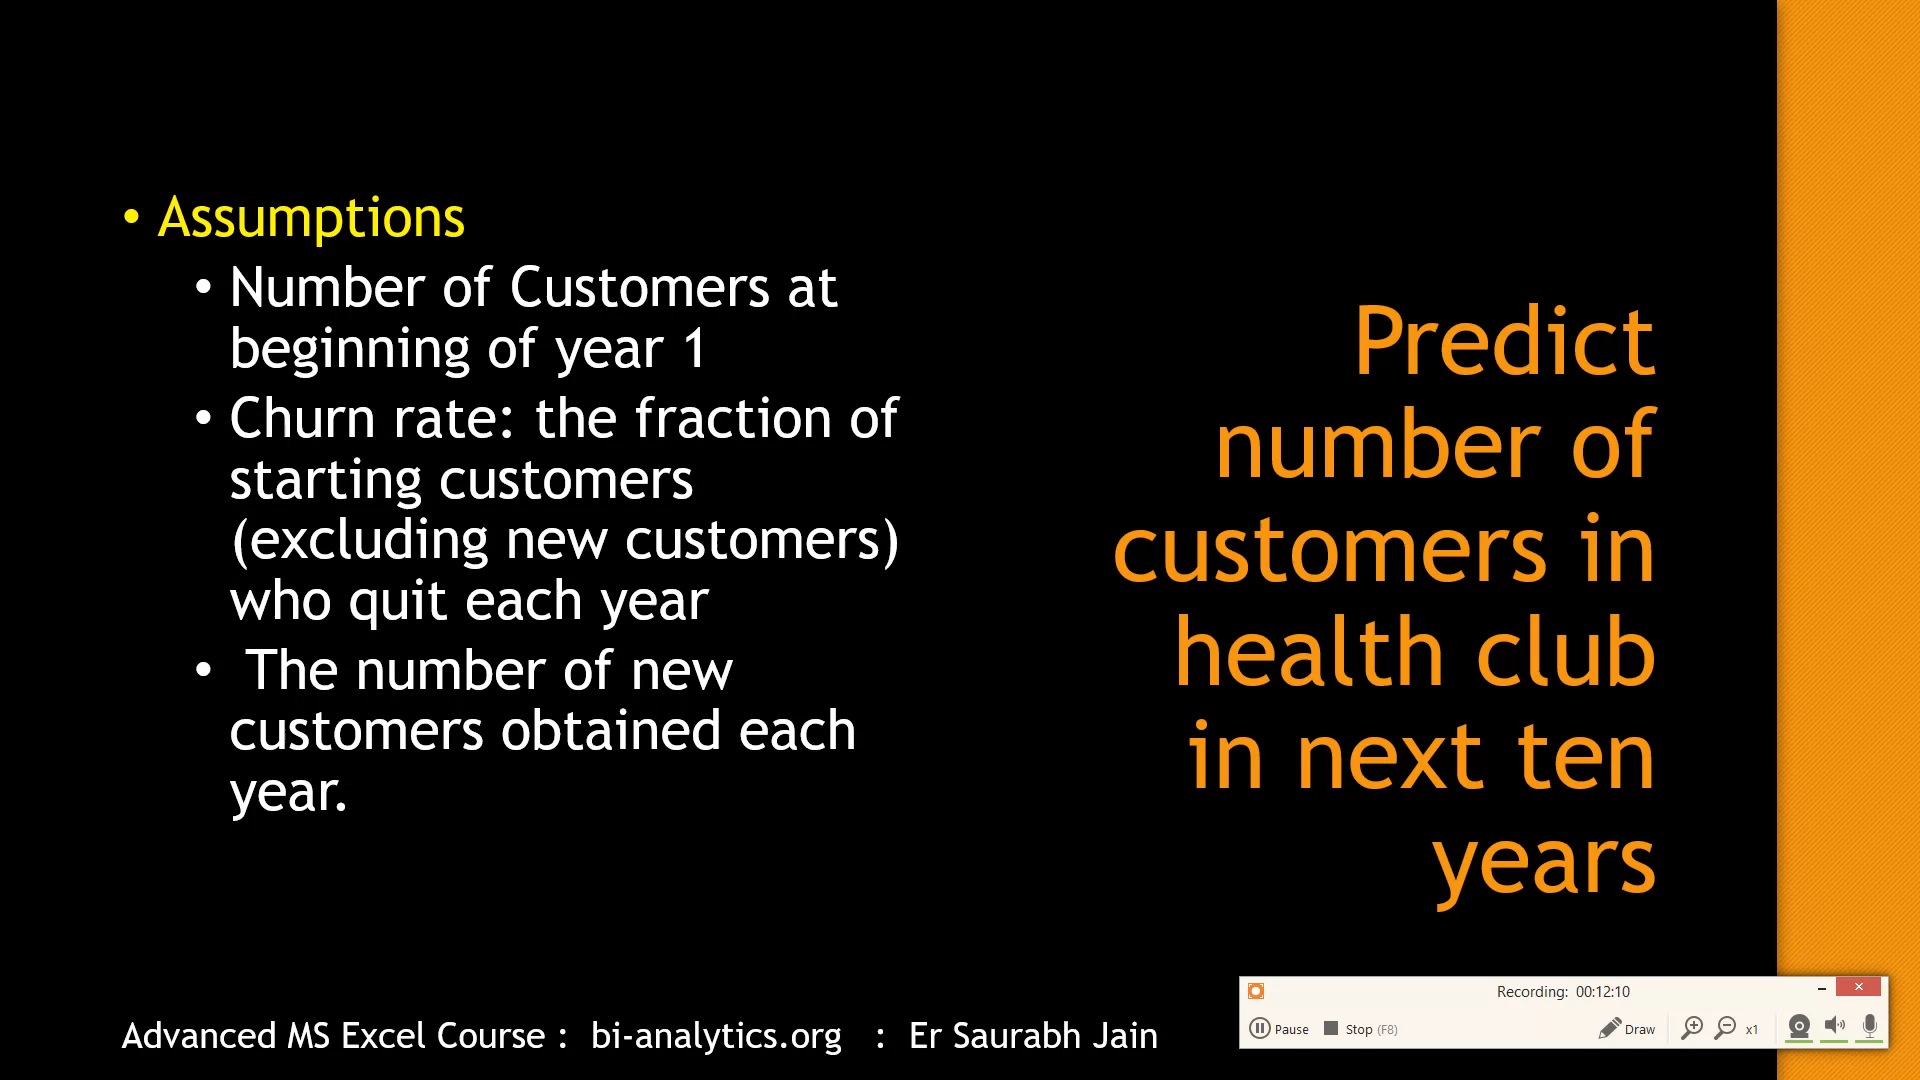 • Assumptions
• Number of Customers at
beginning of year 1
• Churn rate: the fraction of
starting customers
(excluding new customers)
who quit each year
• The number of new
customers obtained each
year.
Predict
number of
customers in
health club
in next ten
years
Advanced MS Excel Course : bi-analytics.org : Er Saurabh Jain
Recording: 00:12:10
Pause Stop (F8) Draw x1